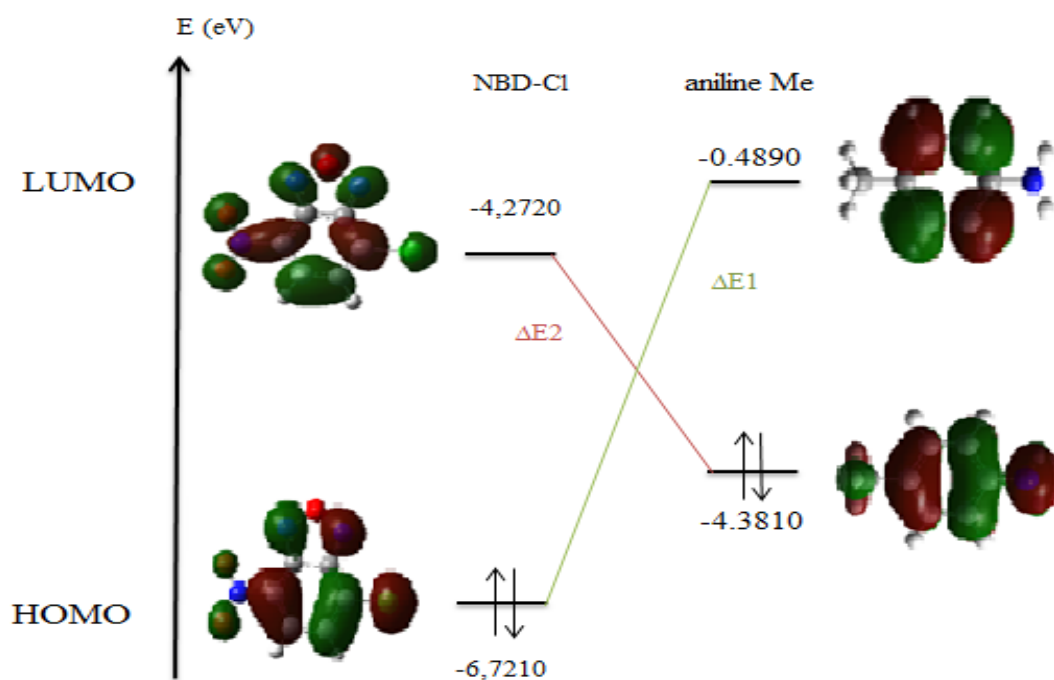 E (eV)
NBD-Cl
aniline Me
LUMO
-0.4890
-4,2720
ΔE1
ΔE2
-4.3810
HOMO
-6,7210